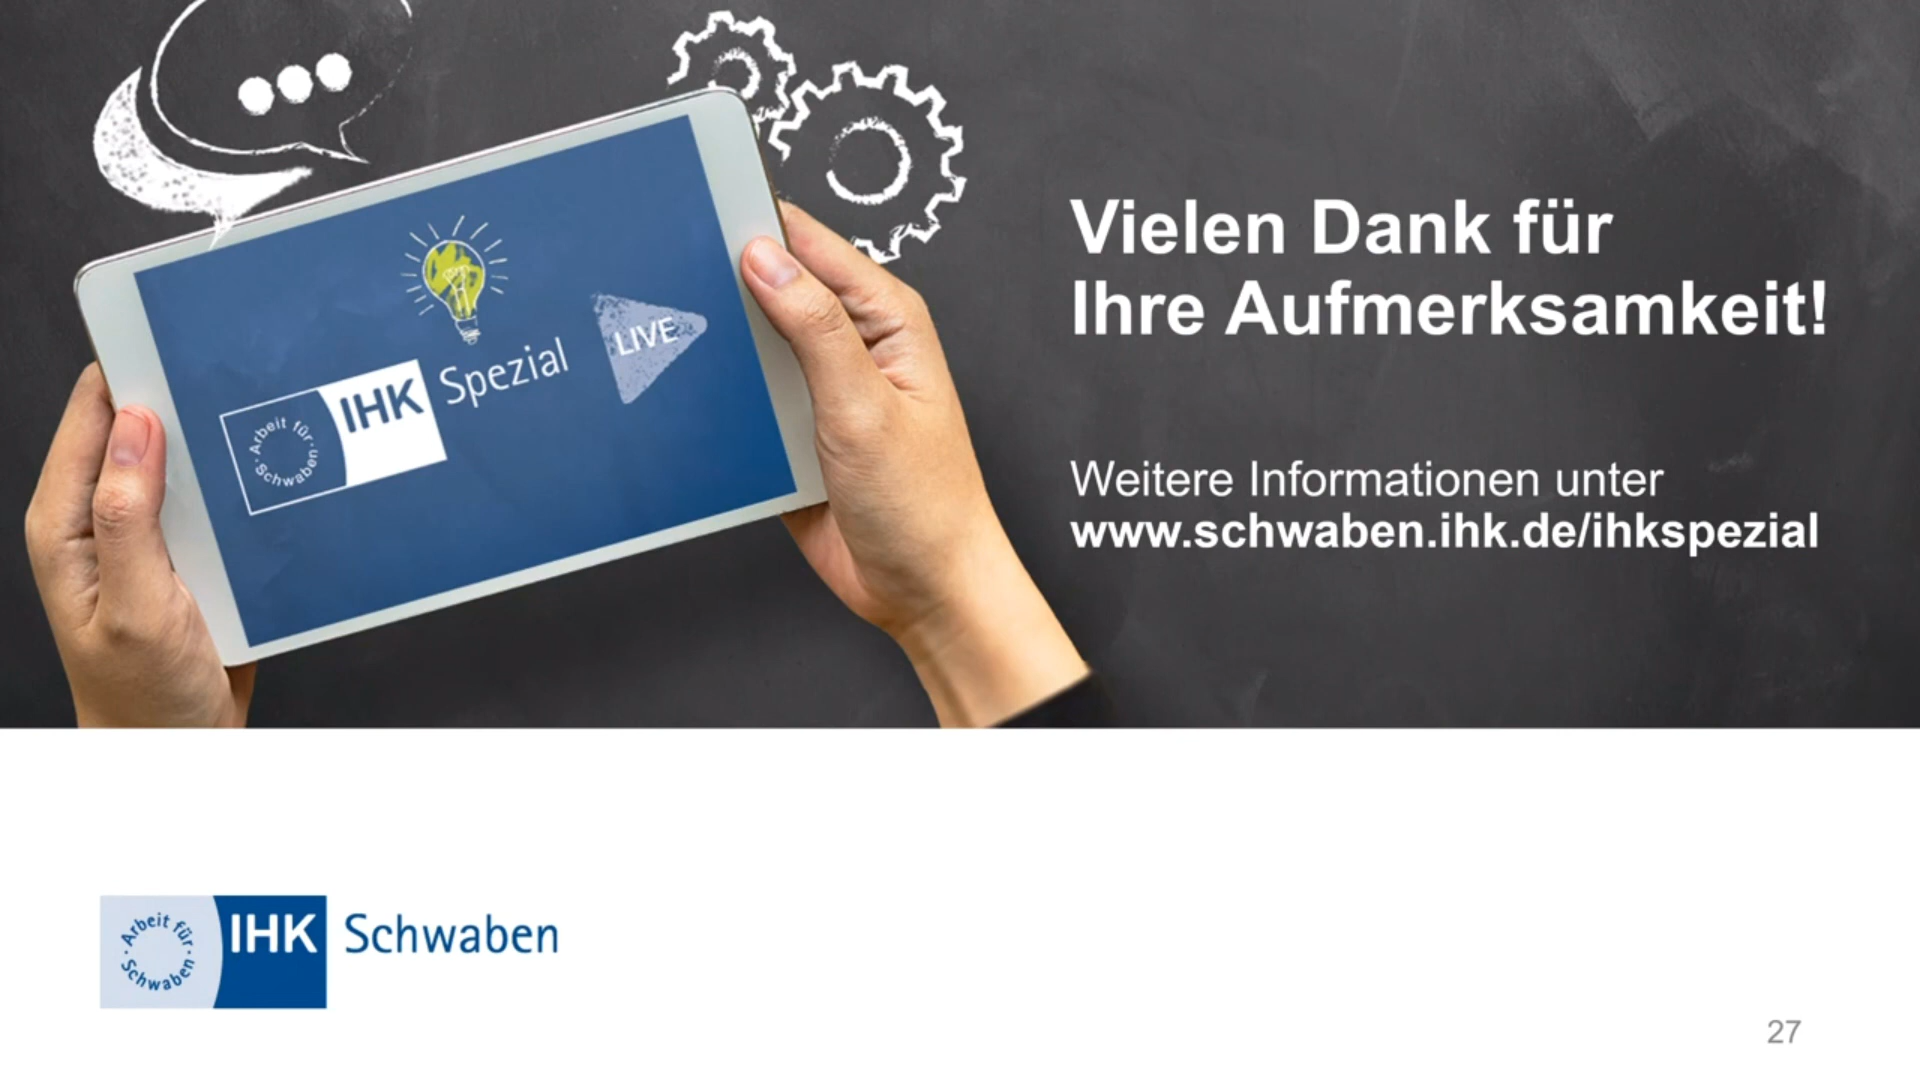 Vielen Dank für
Ihre Aufmerksamkeit!
Weitere Informationen unter
www.schwaben.ihk.de/ihkspezial
LIVE
IHK Spezial
Arbeit für Schwaben
Arbeit für Schwaben
IHK Schwaben
27